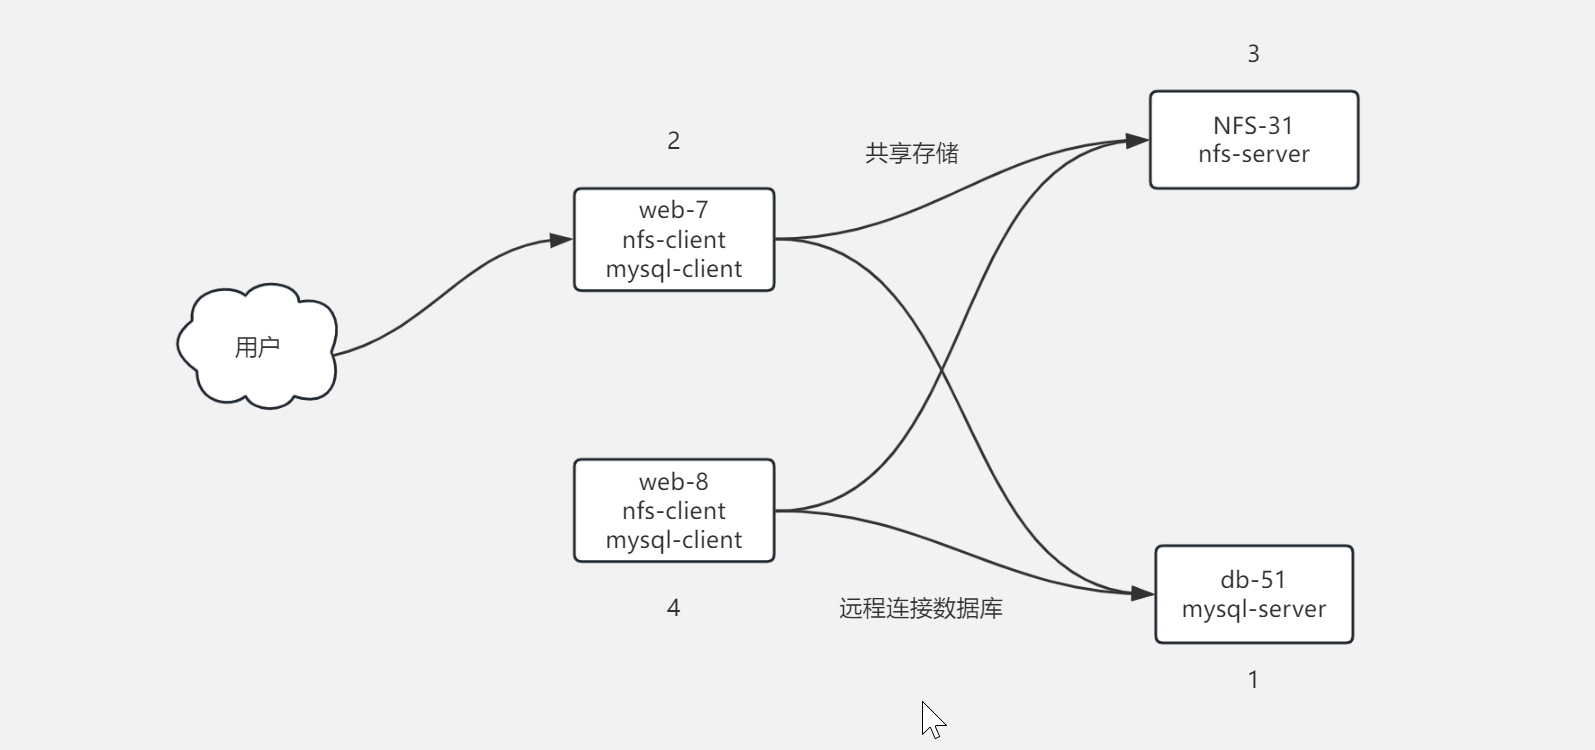 3
NFS-31
nfs-server
2
共享存储
web-7
nfs-client
mysql-client
用户
web-8
nfs-client
mysql-client
4
远程连接数据库
db-51
mysql-server
1